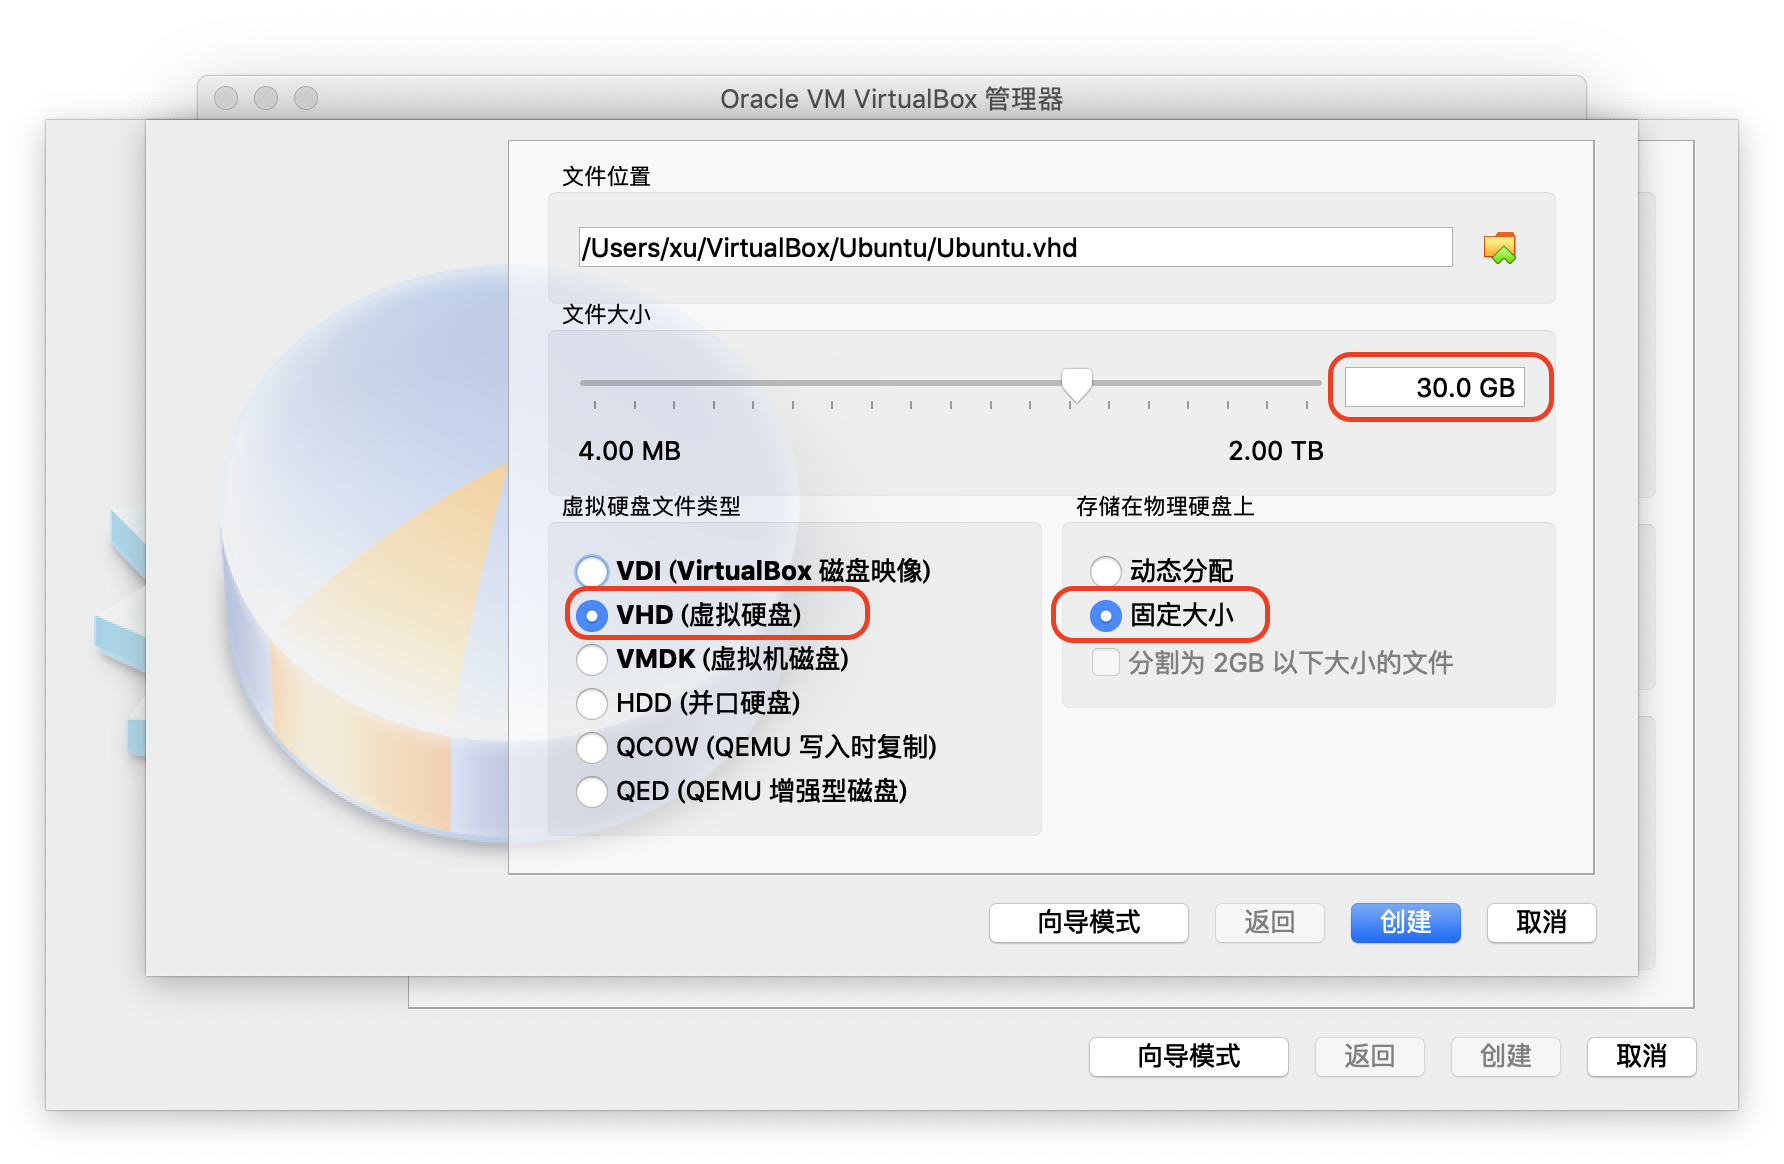 Oracle VM VirtualBox 管理器
文件位置
/Users/xu/VirtualBox/Ubuntu/Ubuntu.vhd
文件大小
30.0 GB
4.00 MB 2.00 TB
虚拟硬盘文件类型
VDI (VirtualBox 磁盘映像)
VHD (虚拟硬盘)
VMDK (虚拟机磁盘)
HDD (并口硬盘)
QCOW (QEMU 写入时复制)
QED (QEMU 增强型磁盘)
存储在物理硬盘上
动态分配
固定大小
分割为 2GB 以下大小的文件
向导模式 返回 创建 取消
向导模式 返回 创建 取消